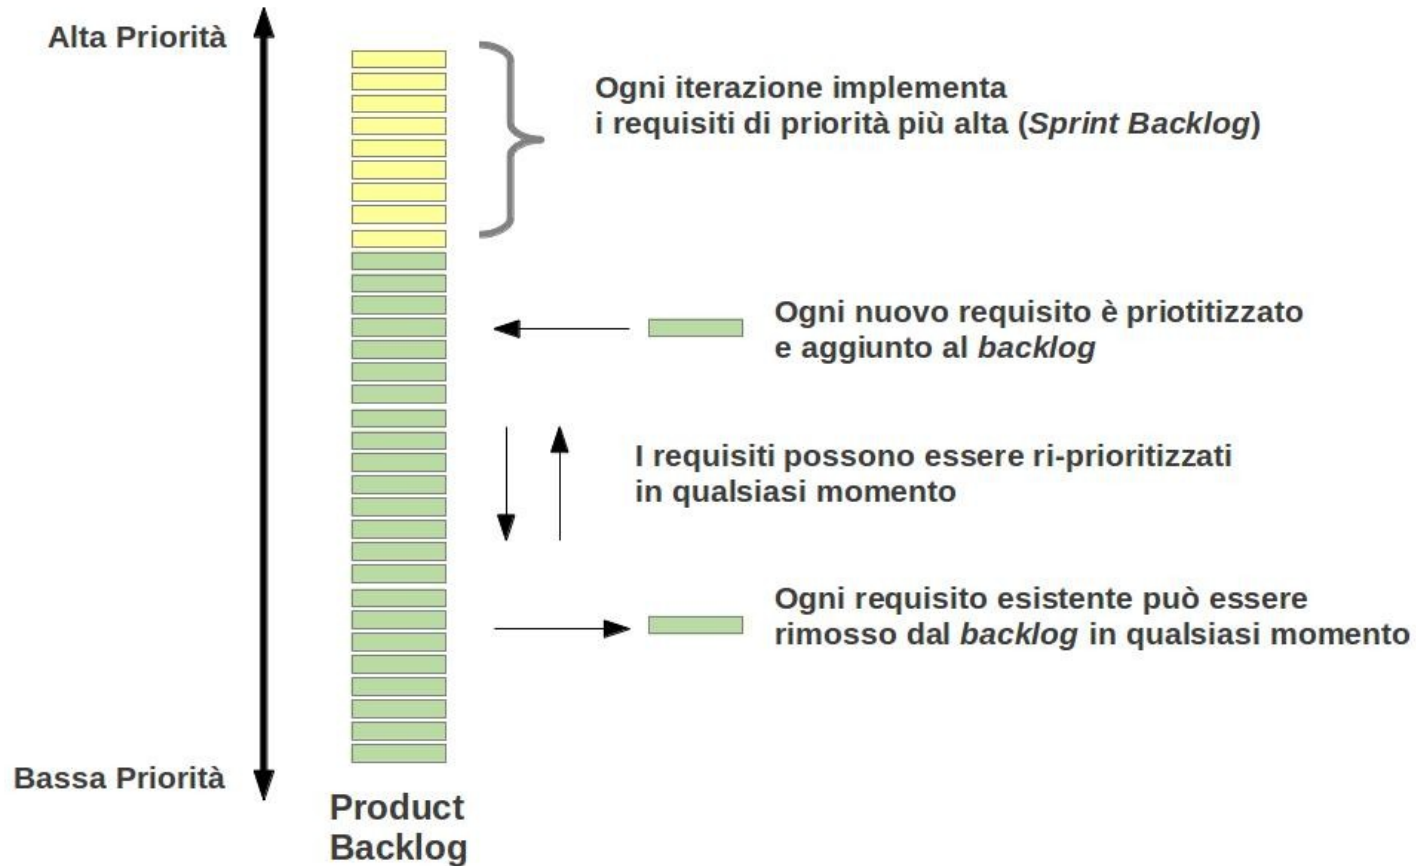 Alta Priorità
Ogni iterazione implementa
i requisiti di priorità più alta (Sprint Backlog)
Ogni nuovo requisito è priotitizzato
e aggiunto al backlog
I requisiti possono essere ri-prioritizzati
in qualsiasi momento
Ogni requisito esistente può essere
rimosso dal backlog in qualsiasi momento
Bassa Priorità
Product
Backlog